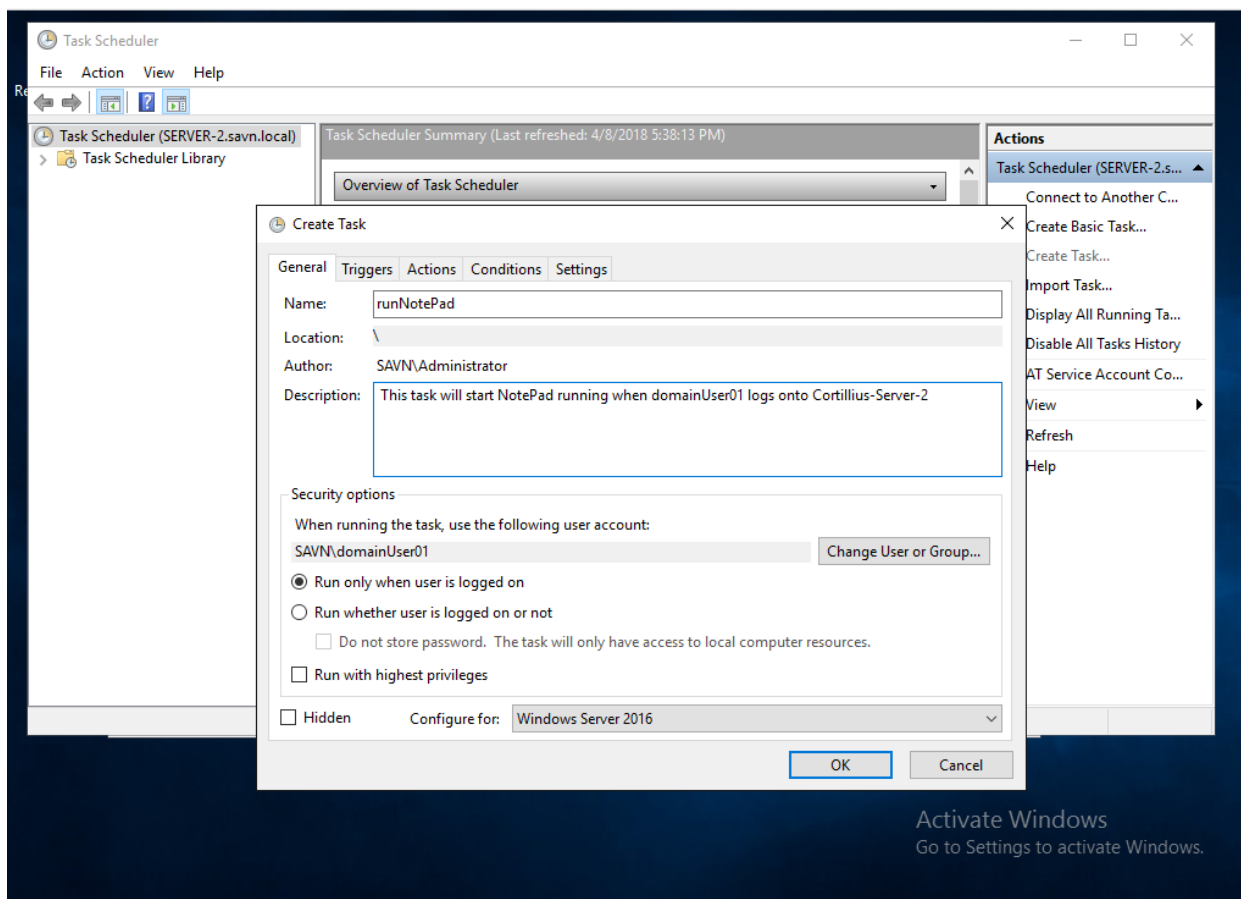 Task Scheduler
File Action View Help
Re
Task Scheduler (SERVER-2.savn.local)
Task Scheduler Library
Task Scheduler Summary (Last refreshed: 4/8/2018 5:38:13 PM)
Overview of Task Scheduler
Actions
Task Scheduler (SERVER-2.s...
Connect to Another C...
Create Basic Task...
Create Task...
Import Task...
Display All Running Ta...
Disable All Tasks History
AT Service Account Co...
View
Refresh
Help
Create Task
General Triggers Actions Conditions Settings
Name: runNotePad
Location: \
Author: SAVN\Administrator
Description: This task will start NotePad running when domainUser01 logs onto Cortillius-Server-2
Security options
When running the task, use the following user account:
SAVN\domainUser01 Change User or Group...
Run only when user is logged on
Run whether user is logged on or not
Do not store password. The task will only have access to local computer resources.
Run with highest privileges
Hidden Configure for: Windows Server 2016
OK Cancel
Activate Windows
Go to Settings to activate Windows.